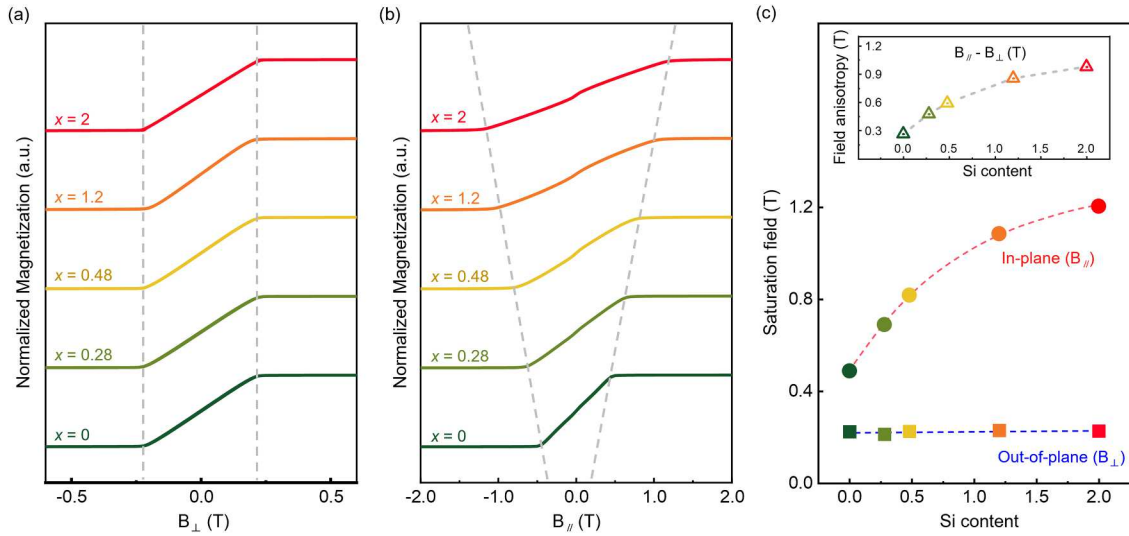 (a)
Normalized Magnetization (a.u.)
x = 2
x = 1.2
x = 0.48
x = 0.28
x = 0
-0.5 0.0 0.5
B⊥ (T)
(b)
Normalized Magnetization (a.u.)
x = 2
x = 1.2
x = 0.48
x = 0.28
x = 0
-2.0 -1.0 0.0 1.0 2.0
B// (T)
(c)
Field anisotropy (T)
1.2
0.9
0.6
0.3
B// - B⊥ (T)
0.0 0.5 1.0 1.5 2.0
Si content
Saturation field (T)
1.2
0.8
0.4
0.0
In-plane (B//)
Out-of-plane (B⊥)
0.0 0.5 1.0 1.5 2.0
Si content